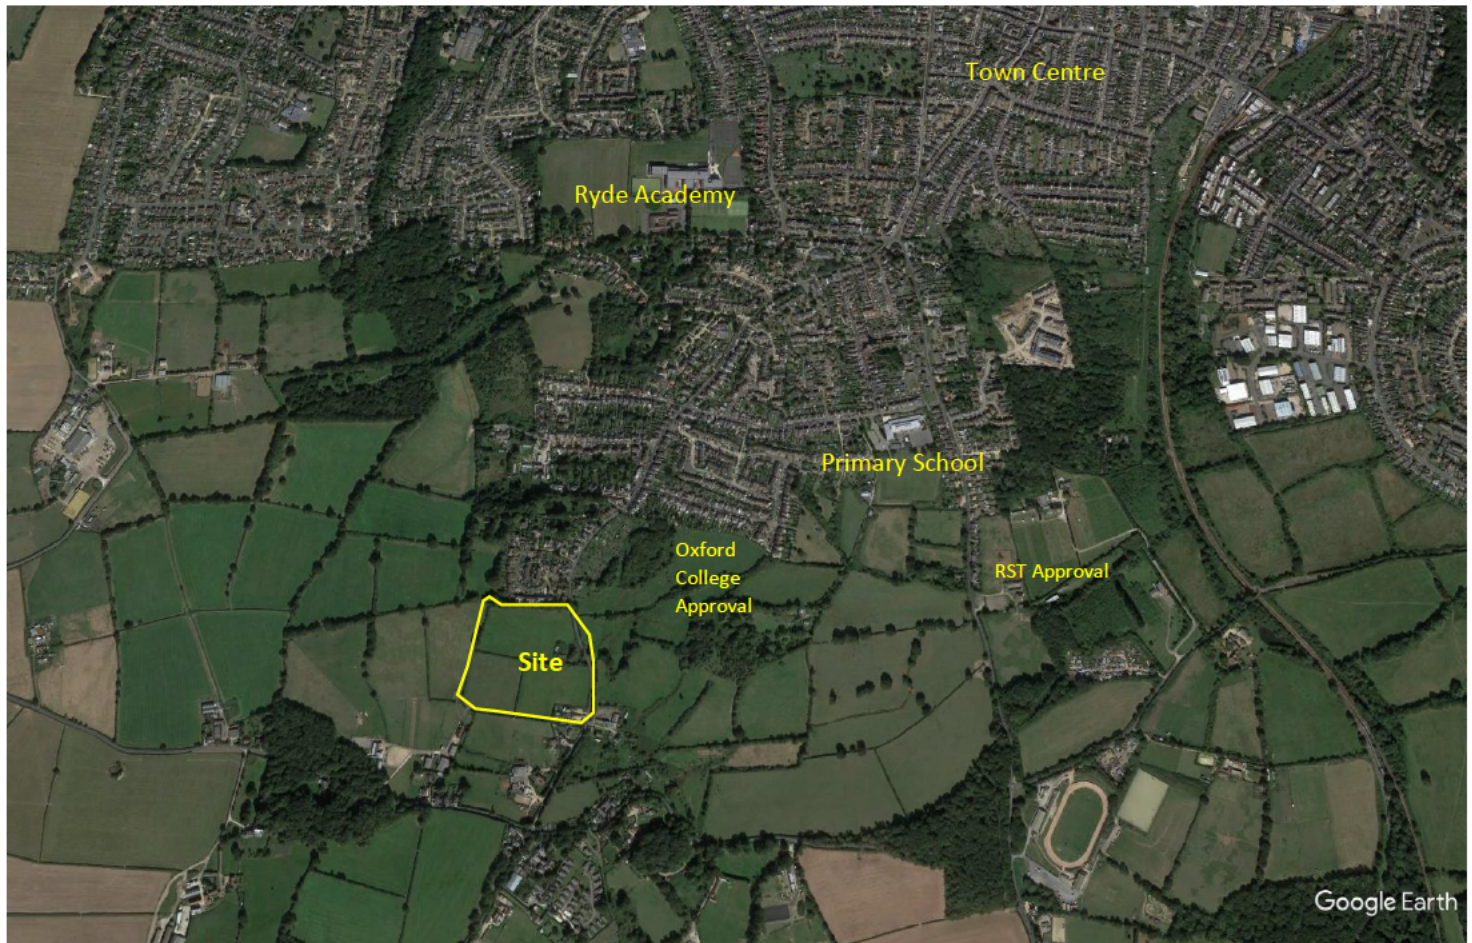 Town Centre
Ryde Academy
Primary School
Oxford
College
Approval
RST Approval
Site
Google Earth